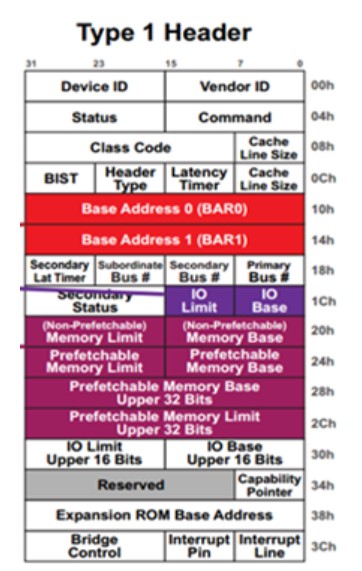 Type 1 Header
31 23 15 7 0
Device ID Vendor ID 00h
Status Command 04h
Class Code Cache Line Size 08h
BIST Header Type Latency Timer Cache Line Size 0Ch
Base Address 0 (BAR0) 10h
Base Address 1 (BAR1) 14h
Secondary Lat Timer Subordinate Bus # Secondary Bus # Primary Bus # 18h
Secondary Status IO Limit IO Base 1Ch
(Non-Prefetchable) Memory Limit (Non-Prefetchable) Memory Base 20h
Prefetchable Memory Limit Prefetchable Memory Base 24h
Prefetchable Memory Base Upper 32 Bits 28h
Prefetchable Memory Limit Upper 32 Bits 2Ch
IO Limit Upper 16 Bits IO Base Upper 16 Bits 30h
Reserved Capability Pointer 34h
Expansion ROM Base Address 38h
Bridge Control Interrupt Pin Interrupt Line 3Ch